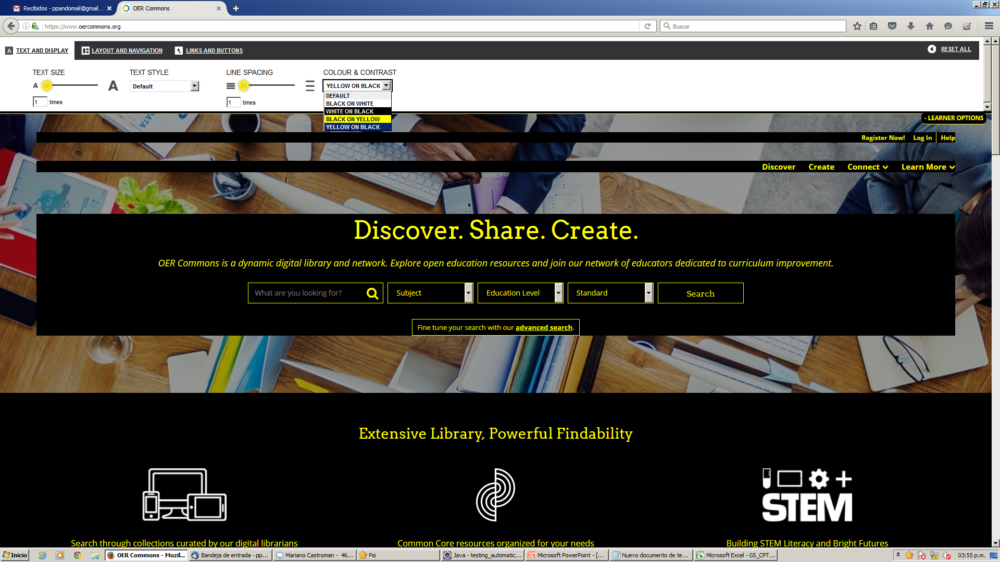 Recibidos - ppandomail@gmail...
OER Commons
https://www.oercommons.org
Buscar
TEXT AND DISPLAY
LAYOUT AND NAVIGATION
LINKS AND BUTTONS
RESET ALL
TEXT SIZE
TEXT STYLE
LINE SPACING
COLOUR & CONTRAST
A
A
Default
YELLOW ON BLACK
1 times
1 times
DEFAULT
BLACK ON WHITE
WHITE ON BLACK
BLACK ON YELLOW
YELLOW ON BLACK
- LEARNER OPTIONS
Register Now! Log In Help
Discover Create Connect Learn More
Discover. Share. Create.
OER Commons is a dynamic digital library and network. Explore open education resources and join our network of educators dedicated to curriculum improvement.
What are you looking for?
Subject
Education Level
Standard
Search
Fine tune your search with our advanced search.
Extensive Library, Powerful Findability
STEM
Search through collections curated by our digital librarians
Common Core resources organized for your needs
Building STEM Literacy and Bright Futures
Inicio
OER Commons - Mozil...
Bandeja de entrada - pp...
Mariano Castroman - 46...
Psi
Java - testing_automatic...
Microsoft PowerPoint - [...
Nuevo documento de te...
Microsoft Excel - GS_CPT...
03:55 p.m.